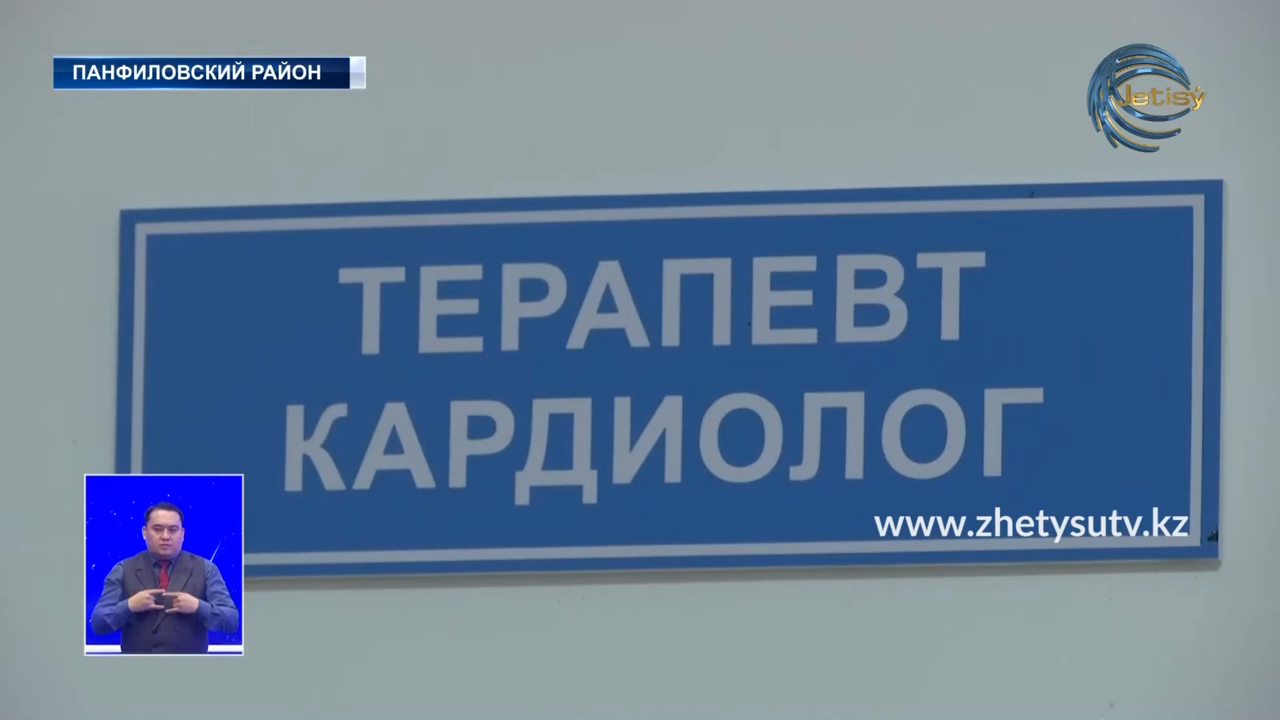 ПАНФИЛОВСКИЙ РАЙОН
Jetisý
ТЕРАПЕВТ
КАРДИОЛОГ
www.zhetysutv.kz